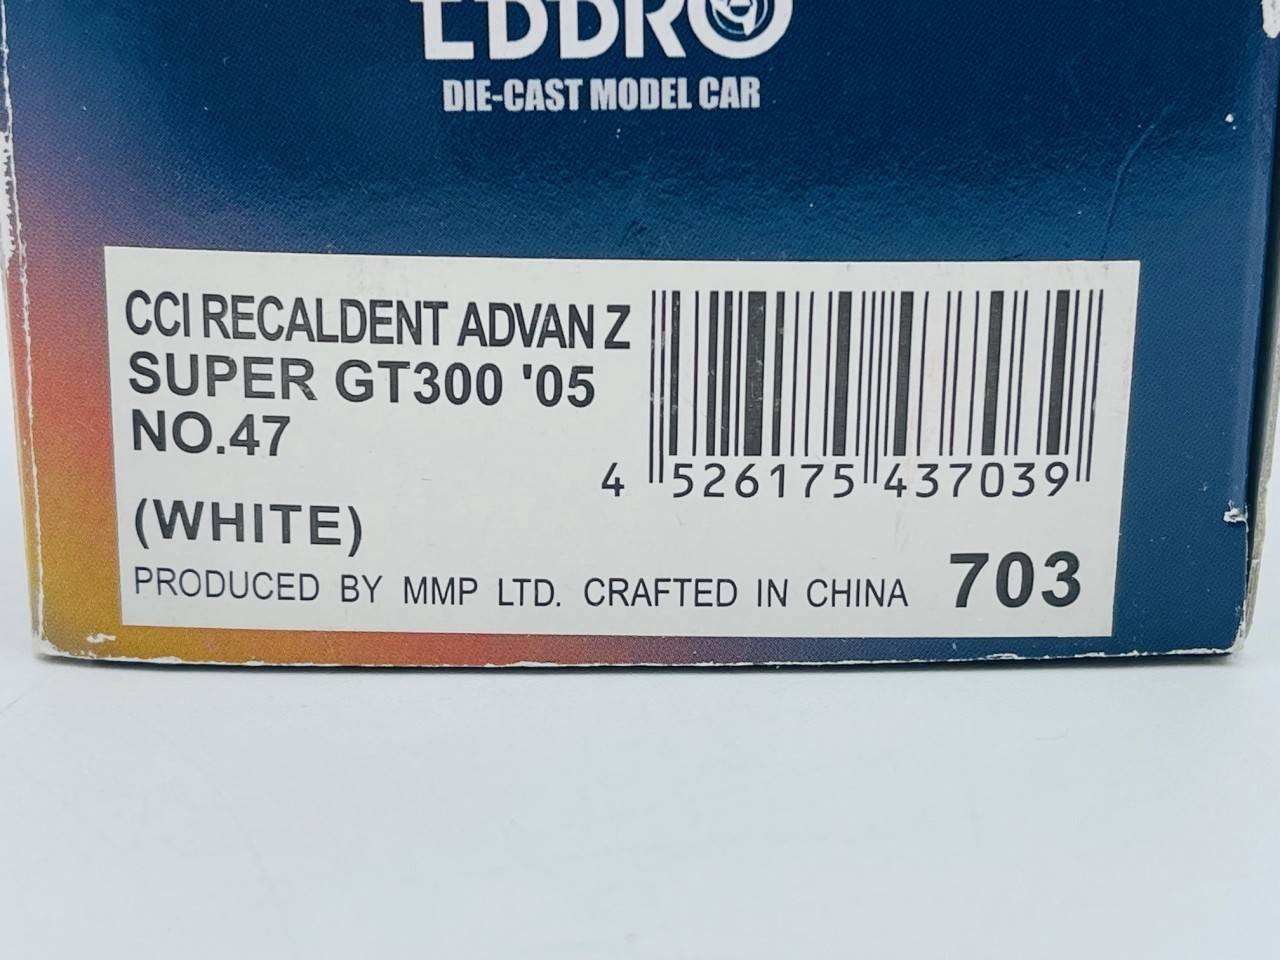 EBBRO
DIE-CAST MODEL CAR
CCI RECALDENT ADVAN Z
SUPER GT300 '05
NO.47
(WHITE)
4 526175 437039
PRODUCED BY MMP LTD. CRAFTED IN CHINA 703